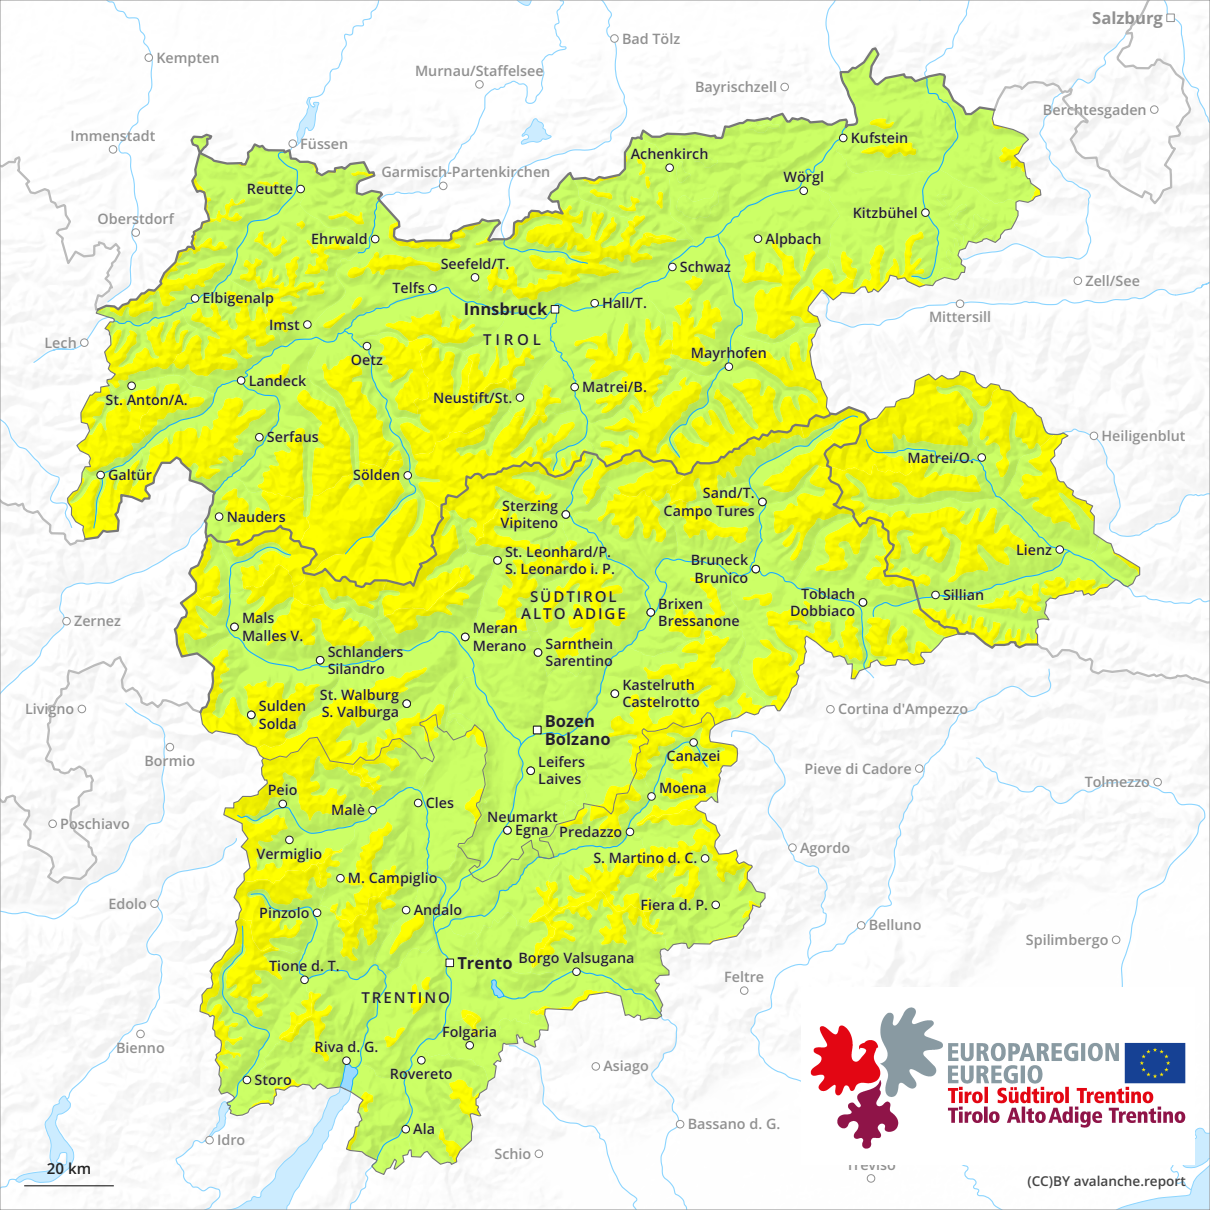 Salzburg
Bad Tölz
Kempten
Murnau/Staffelsee
Bayrischzell
Berchtesgaden
Immenstadt
Füssen
Kufstein
Achenkirch
Garmisch-Partenkirchen
Wörgl
Reutte
Oberstdorf
Kitzbühel
Ehrwald
Alpbach
Seefeld/T.
Schwaz
Zell/See
Telfs
Elbigenalp
Hall/T.
Innsbruck
Mittersill
Imst
TIROL
Lech
Oetz
Mayrhofen
Landeck
Matrei/B.
St. Anton/A.
Neustift/St.
Serfaus
Heiligenblut
Matrei/O.
Galtür
Sölden
Sand/T.
Campo Tures
Sterzing
Vipiteno
Nauders
St. Leonhard/P.
S. Leonardo i. P.
Lienz
Bruneck
Brunico
SÜDTIROL
ALTO ADIGE
Toblach
Dobbiaco
Sillian
Brixen
Bressanone
Zernez
Mals
Malles V.
Meran
Merano
Sarnthein
Sarentino
Schlanders
Silandro
Kastelruth
Castelrotto
St. Walburg
S. Valburga
Livigno
Sulden
Solda
Cortina d'Ampezzo
Bozen
Bolzano
Bormio
Canazei
Leifers
Laives
Pieve di Cadore
Tolmezzo
Peio
Moena
Malè
Cles
Neumarkt
Egna
Poschiavo
Predazzo
Vermiglio
S. Martino d. C.
Agordo
M. Campiglio
Edolo
Pinzolo
Andalo
Fiera d. P.
Belluno
Spilimbergo
Trento
Borgo Valsugana
Tione d. T.
Feltre
TRENTINO
Folgaria
Bienno
Riva d. G.
Asiago
Rovereto
Storo
EUROPAREGION
EUREGIO
Tirol Südtirol Trentino
Tirolo Alto Adige Trentino
Ala
Bassano d. G.
Idro
Schio
Treviso
20 km
(CC)BY avalanche.report